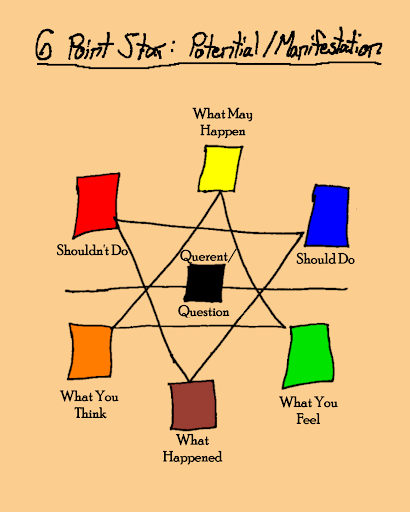 6 Point Star: Potential/Manifestation
What May
Happen
Shouldn't Do
Should Do
Querent/
Question
What You
Think
What You
Feel
What
Happened